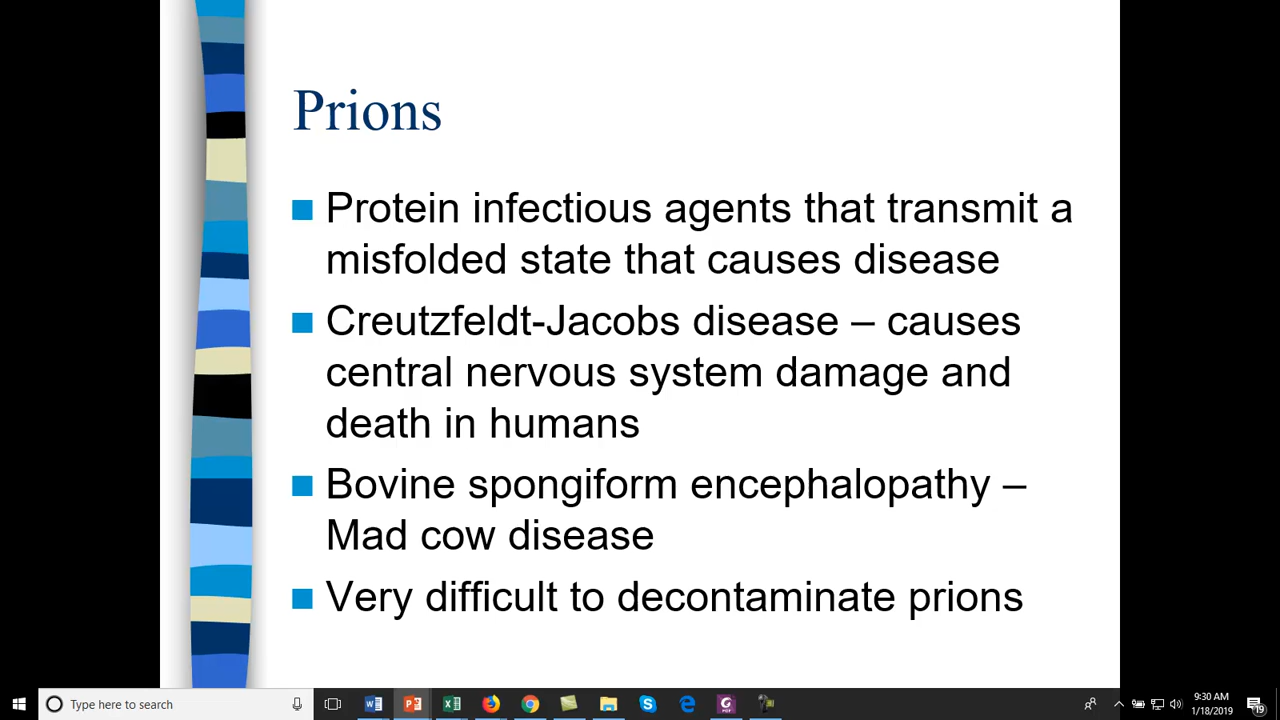 Prions
Protein infectious agents that transmit a
misfolded state that causes disease
Creutzfeldt-Jacobs disease – causes
central nervous system damage and
death in humans
Bovine spongiform encephalopathy –
Mad cow disease
Very difficult to decontaminate prions
Type here to search
9:30 AM
1/18/2019
19